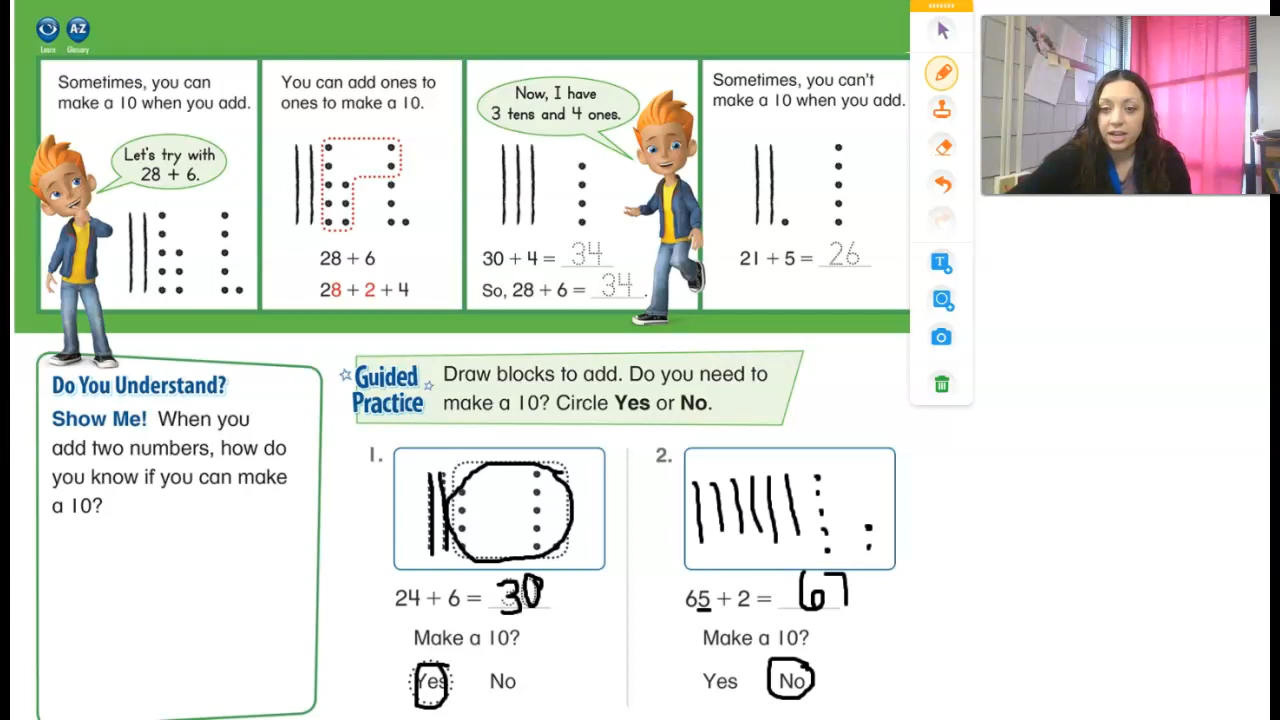 Learn
A-Z
Glossary
Sometimes, you can
make a 10 when you add.
Let's try with
28 + 6.
You can add ones to
ones to make a 10.
28 + 6
28 + 2 + 4
Now, I have
3 tens and 4 ones.
30 + 4 = 34
So, 28 + 6 = 34.
Sometimes, you can't
make a 10 when you add.
21 + 5 = 26
Do You Understand?
Show Me! When you
add two numbers, how do
you know if you can make
a 10?
Guided
Practice
Draw blocks to add. Do you need to
make a 10? Circle Yes or No.
1.
24 + 6 = 30
Make a 10?
Yes No
2.
65 + 2 = 67
Make a 10?
Yes No
T